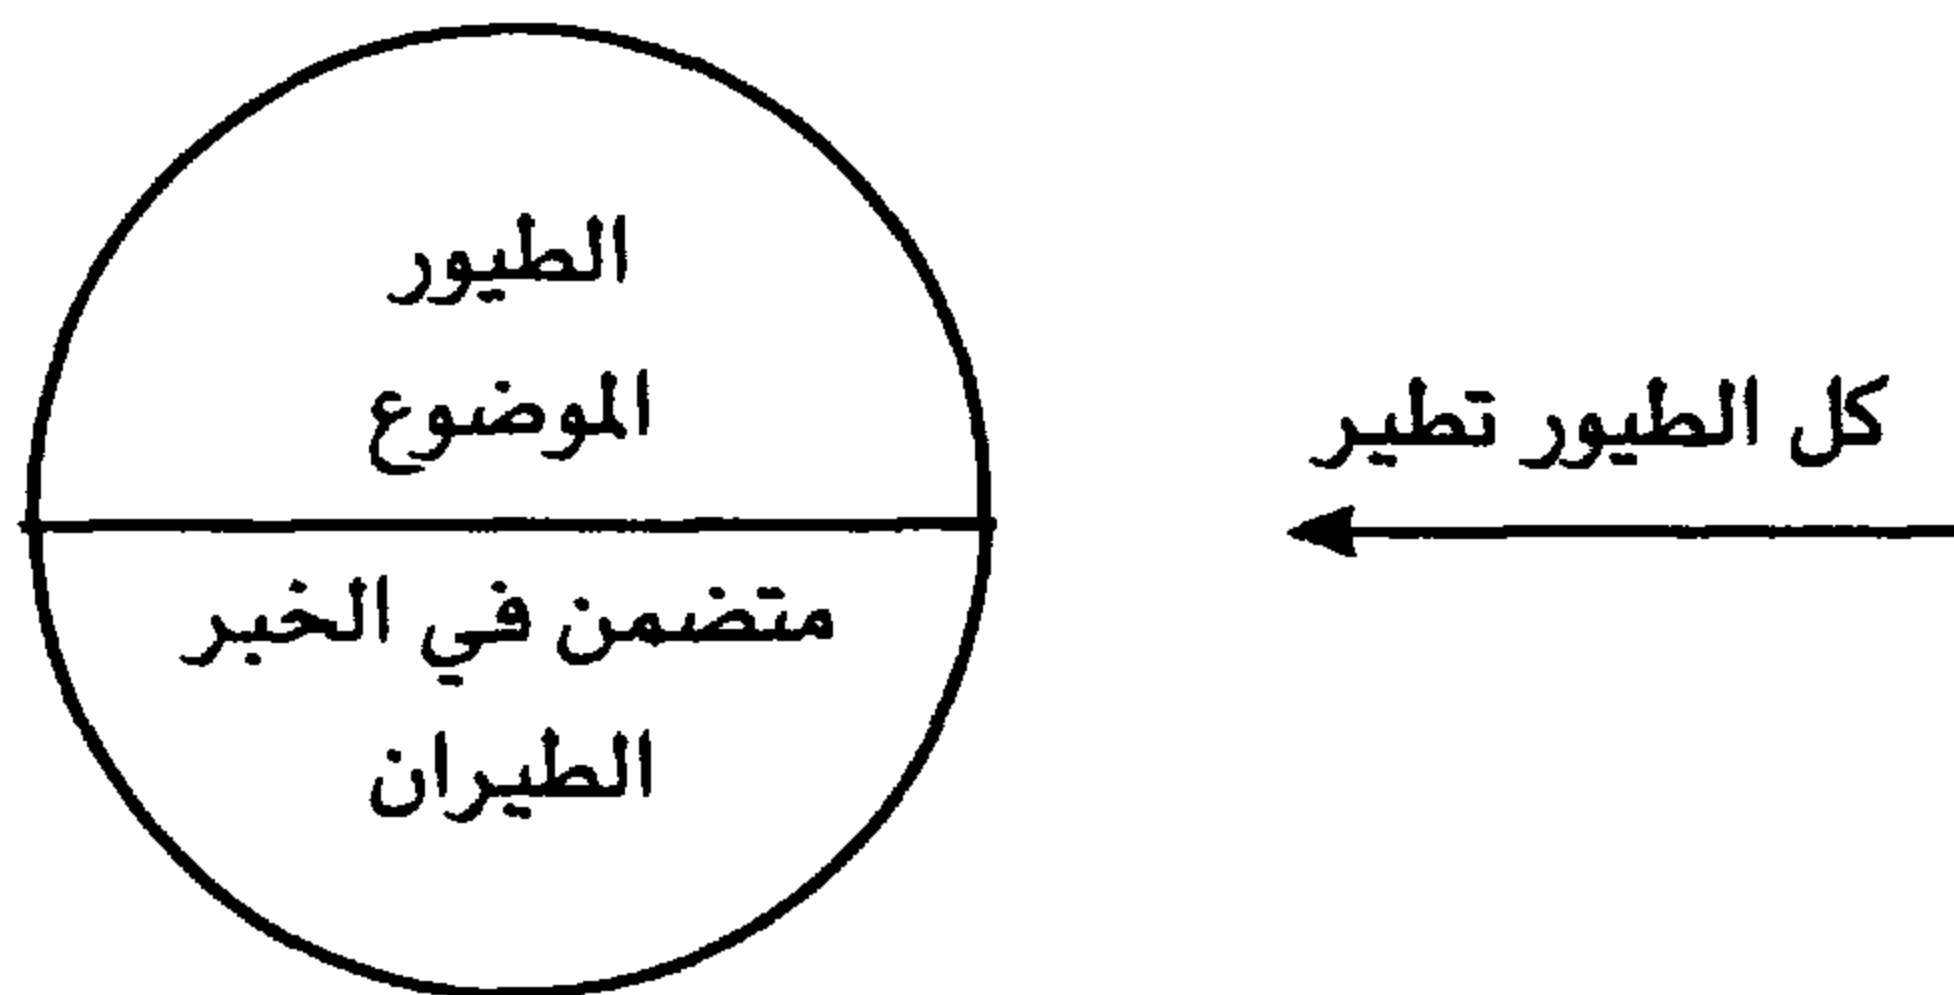 كل الطيور تطير
الطيور
الموضوع
متضمن في الخبر
الطيران